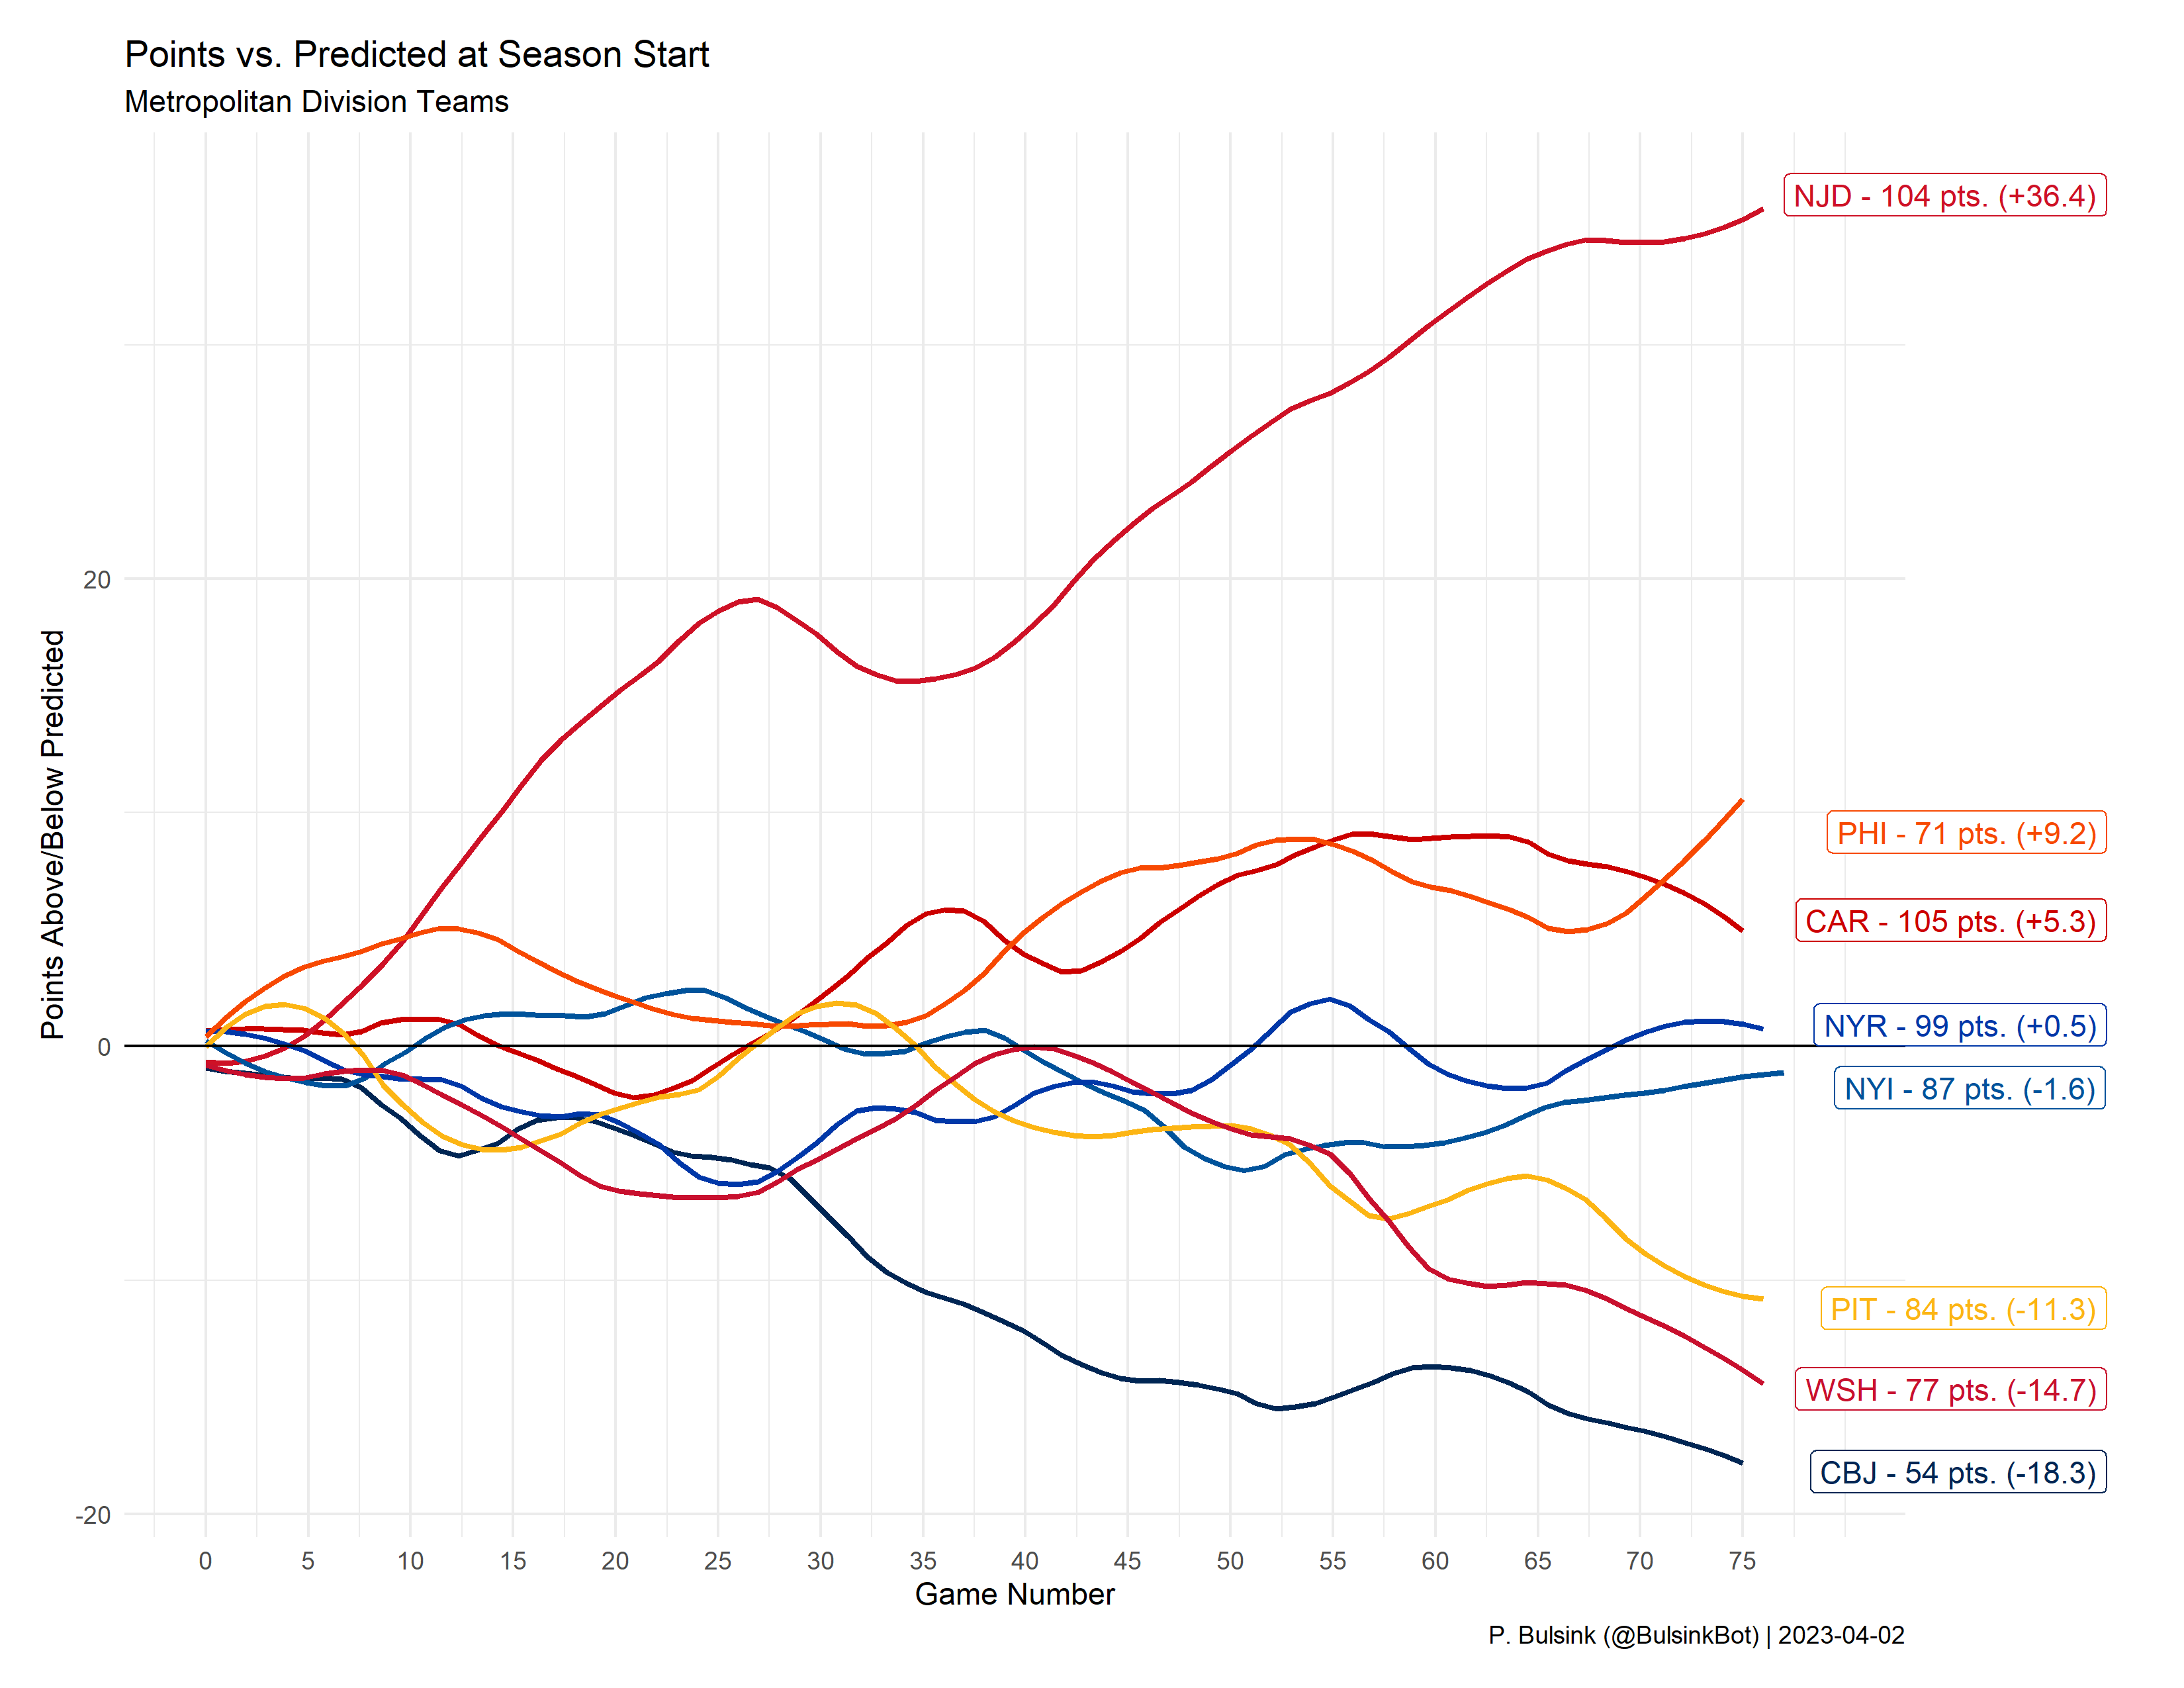 Points vs. Predicted at Season Start
Metropolitan Division Teams
Points Above/Below Predicted
20
0
-20
NJD - 104 pts. (+36.4)
PHI - 71 pts. (+9.2)
CAR - 105 pts. (+5.3)
NYR - 99 pts. (+0.5)
NYI - 87 pts. (-1.6)
PIT - 84 pts. (-11.3)
WSH - 77 pts. (-14.7)
CBJ - 54 pts. (-18.3)
0 5 10 15 20 25 30 35 40 45 50 55 60 65 70 75
Game Number
P. Bulsink (@BulsinkBot) | 2023-04-02